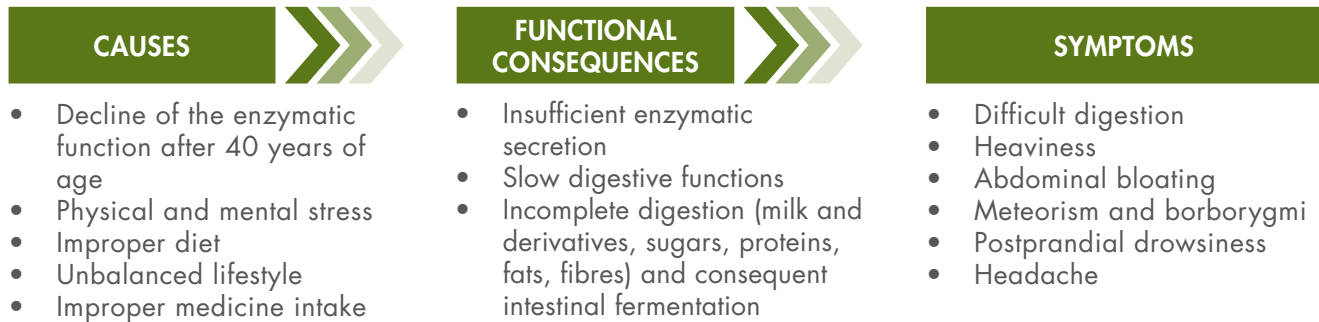 CAUSES
• Decline of the enzymatic
function after 40 years of
age
• Physical and mental stress
• Improper diet
• Unbalanced lifestyle
• Improper medicine intake
FUNCTIONAL
CONSEQUENCES
• Insufficient enzymatic
secretion
• Slow digestive functions
• Incomplete digestion (milk and
derivatives, sugars, proteins,
fats, fibres) and consequent
intestinal fermentation
SYMPTOMS
• Difficult digestion
• Heaviness
• Abdominal bloating
• Meteorism and borborygmi
• Postprandial drowsiness
• Headache